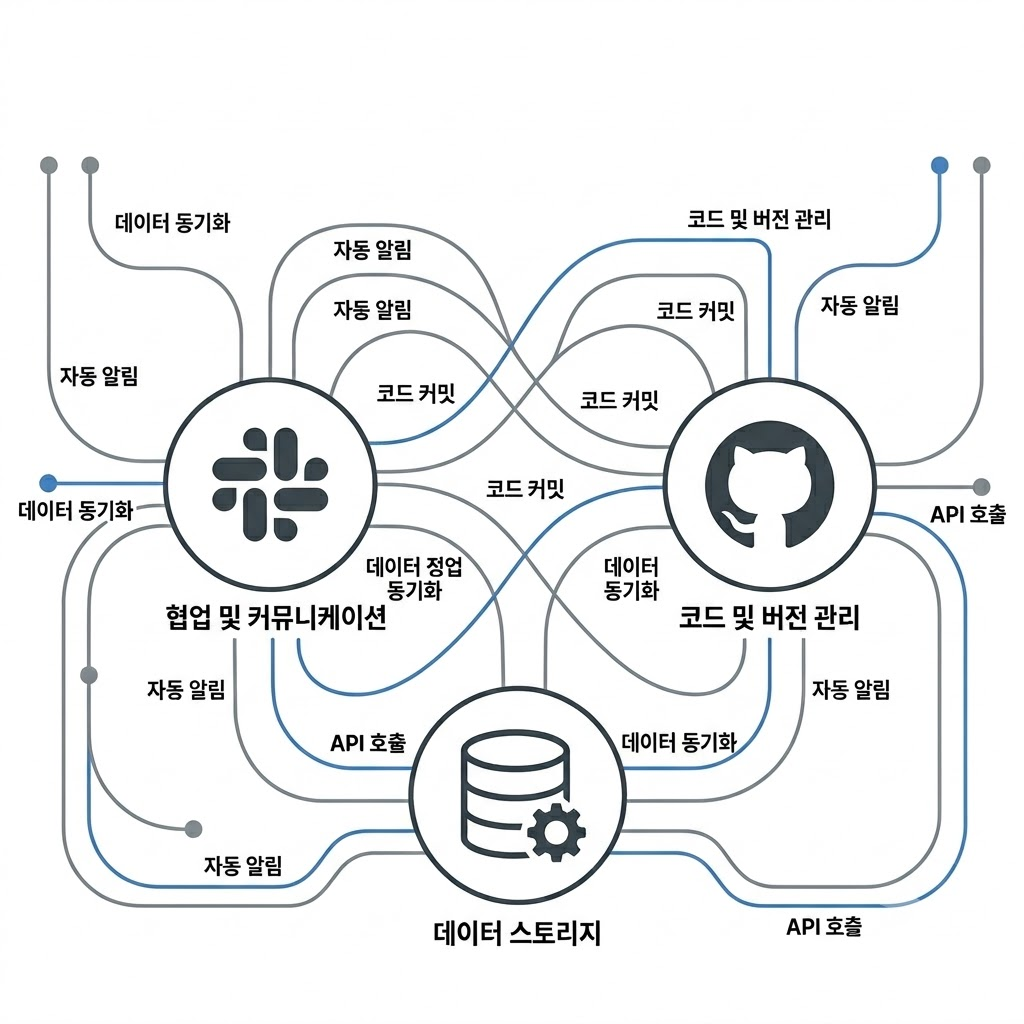 데이터 동기화
코드 및 버전 관리
자동 알림
자동 알림
코드 커밋
자동 알림
자동 알림
코드 커밋
코드 커밋
코드 커밋
데이터 동기화
API 호출
데이터 정업
동기화
데이터
동기화
협업 및 커뮤니케이션
코드 및 버전 관리
자동 알림
자동 알림
API 호출
데이터 동기화
자동 알림
API 호출
데이터 스토리지